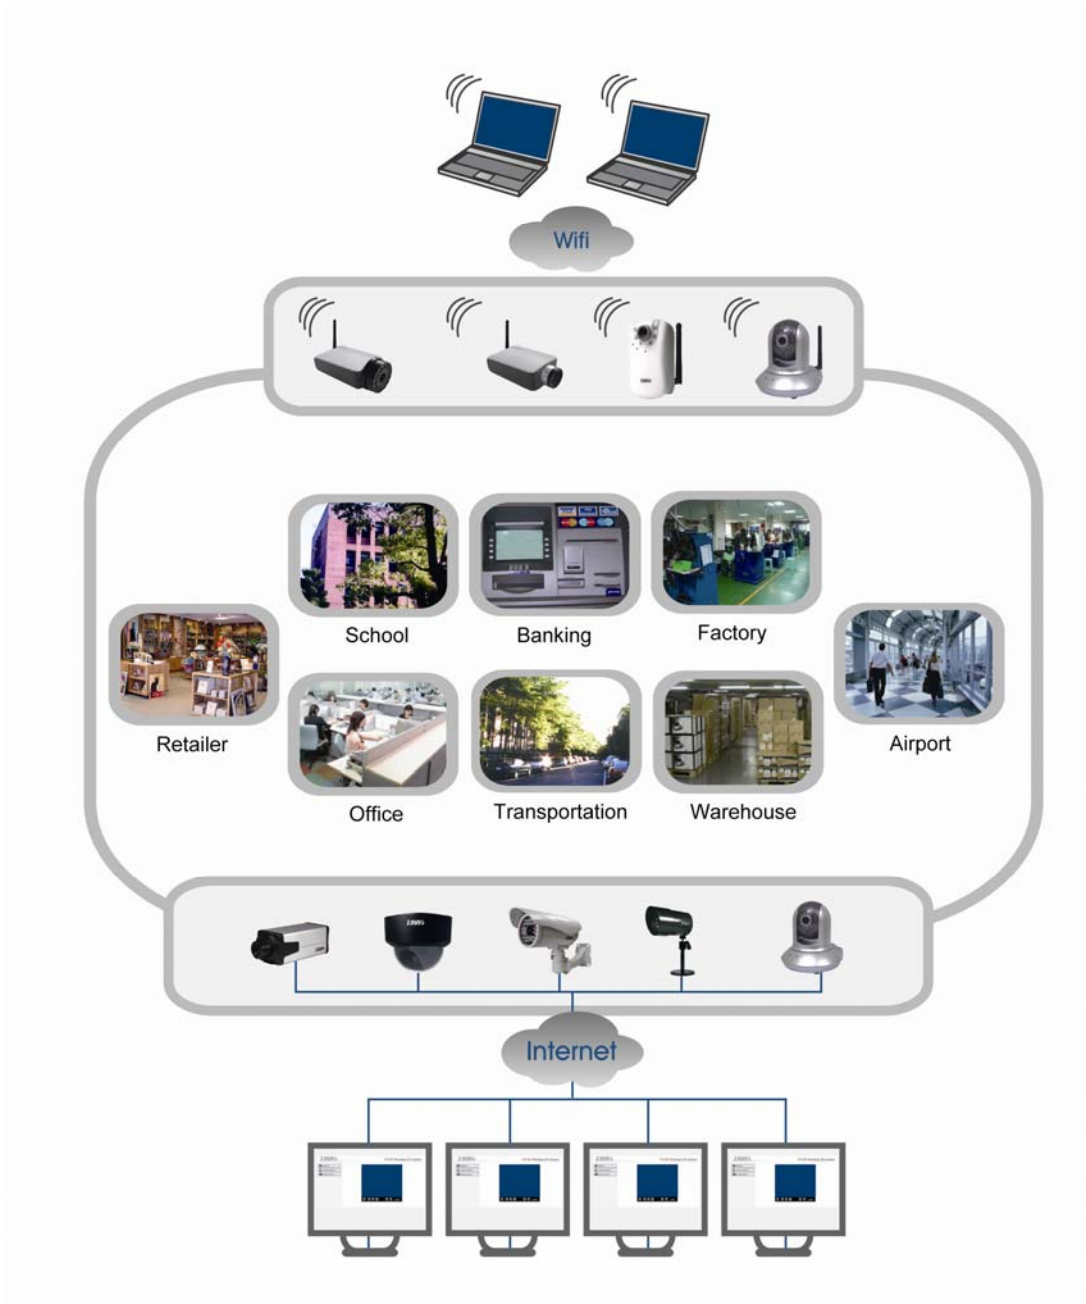 Wifi
School
Banking
Factory
Retailer
Airport
Office
Transportation
Warehouse
Internet